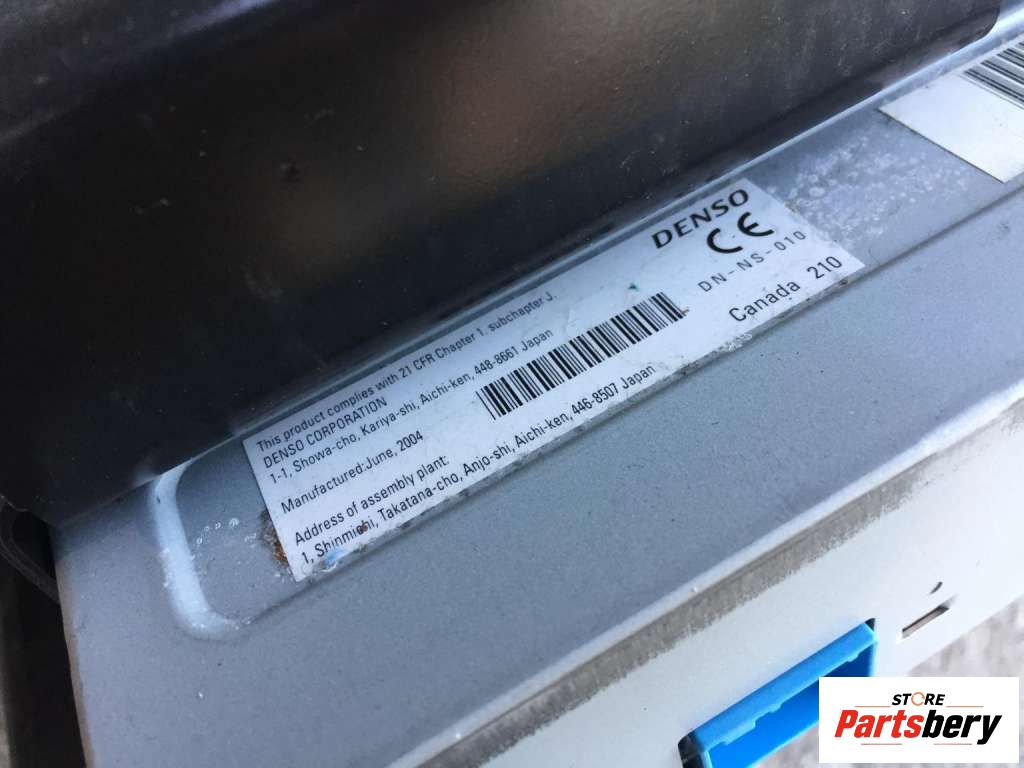 DENSO
CE
DN-NS-010
Canada 210
This product complies with 21 CFR Chapter 1, subchapter J.
DENSO CORPORATION
1-1, Showa-cho, Kariya-shi, Aichi-ken, 448-8661 Japan
Manufactured:June, 2004
Address of assembly plant:
1, Shinmichi, Takatana-cho, Anjo-shi, Aichi-ken, 446-8507 Japan
STORE
Partsbery